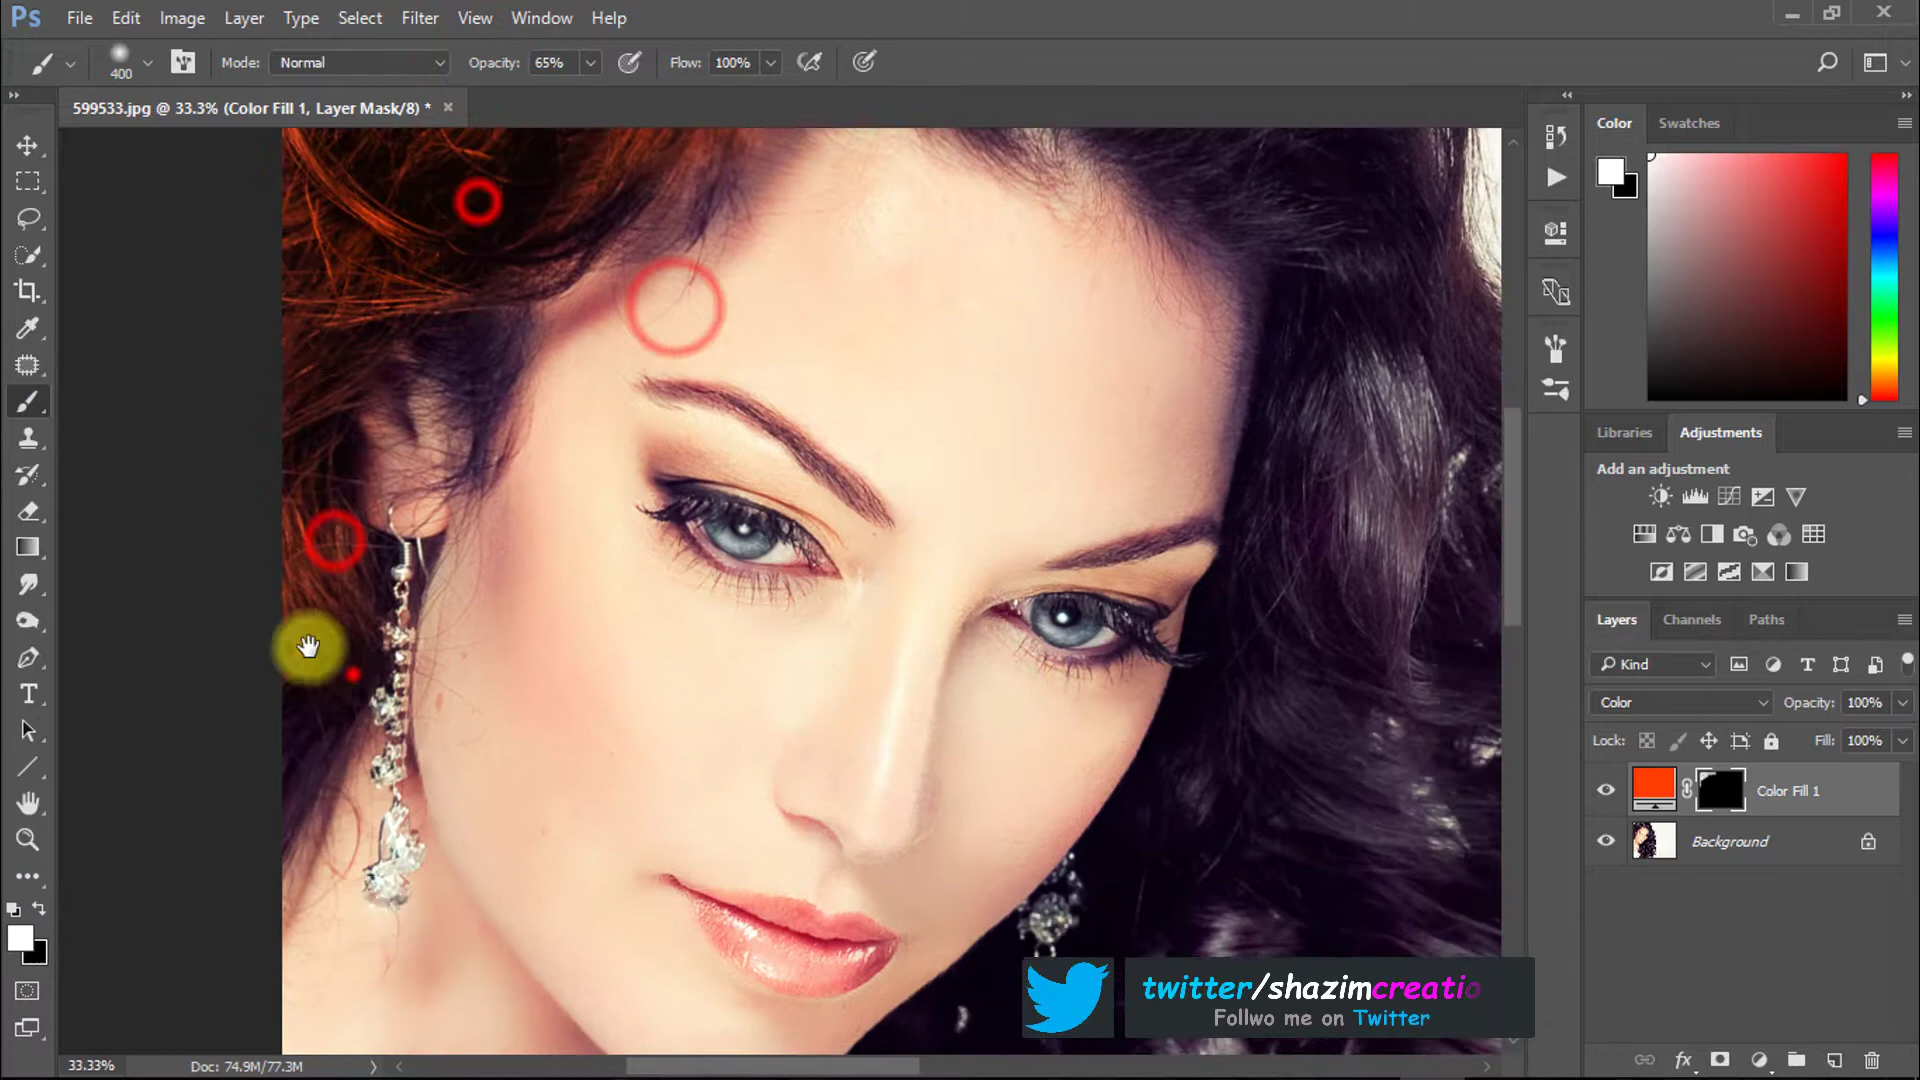 Ps File Edit Image Layer Type Select Filter View Window Help
400 Mode: Normal Opacity: 65% Flow: 100%
599533.jpg @ 33.3% (Color Fill 1, Layer Mask/8) *
Color Swatches
Libraries Adjustments
Add an adjustment
Layers Channels Paths
Kind
Color Opacity: 100%
Lock: Fill: 100%
Color Fill 1
Background
twitter/shazimcreatio
Follwo me on Twitter
33.33% Doc: 74.9M/77.3M
fx